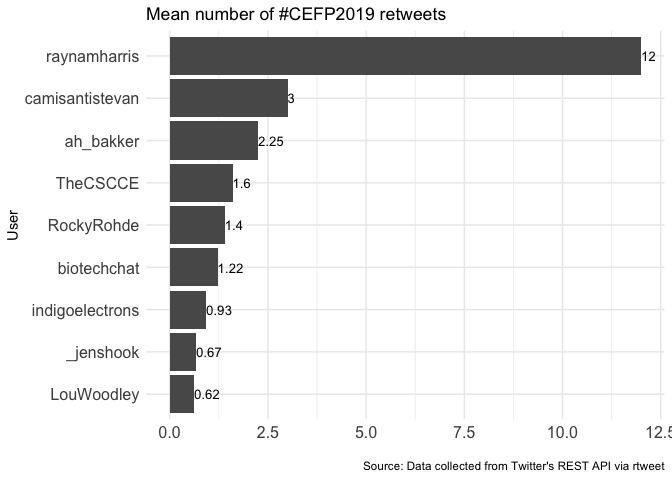 Mean number of #CEFP2019 retweets
raynamharris
12
camisantistevan
3
ah_bakker
2.25
TheCSCCE
1.6
RockyRohde
1.4
biotechchat
1.22
indigoelectrons
0.93
_jenshook
0.67
LouWoodley
0.62
User
0.0 2.5 5.0 7.5 10.0 12.5
Source: Data collected from Twitter's REST API via rtweet